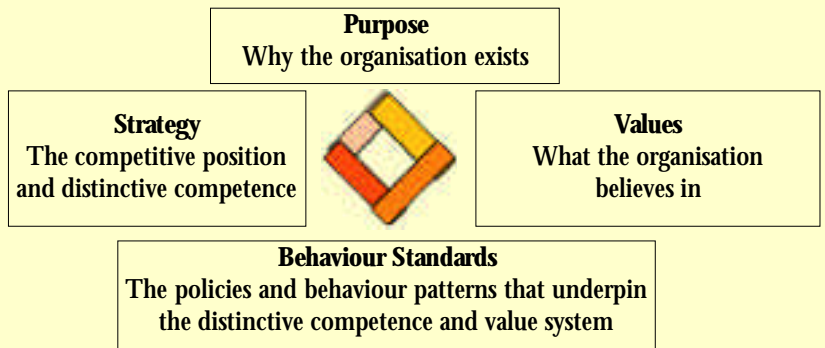 Purpose
Why the organisation exists
Strategy
The competitive position
and distinctive competence
Values
What the organisation
believes in
Behaviour Standards
The policies and behaviour patterns that underpin
the distinctive competence and value system